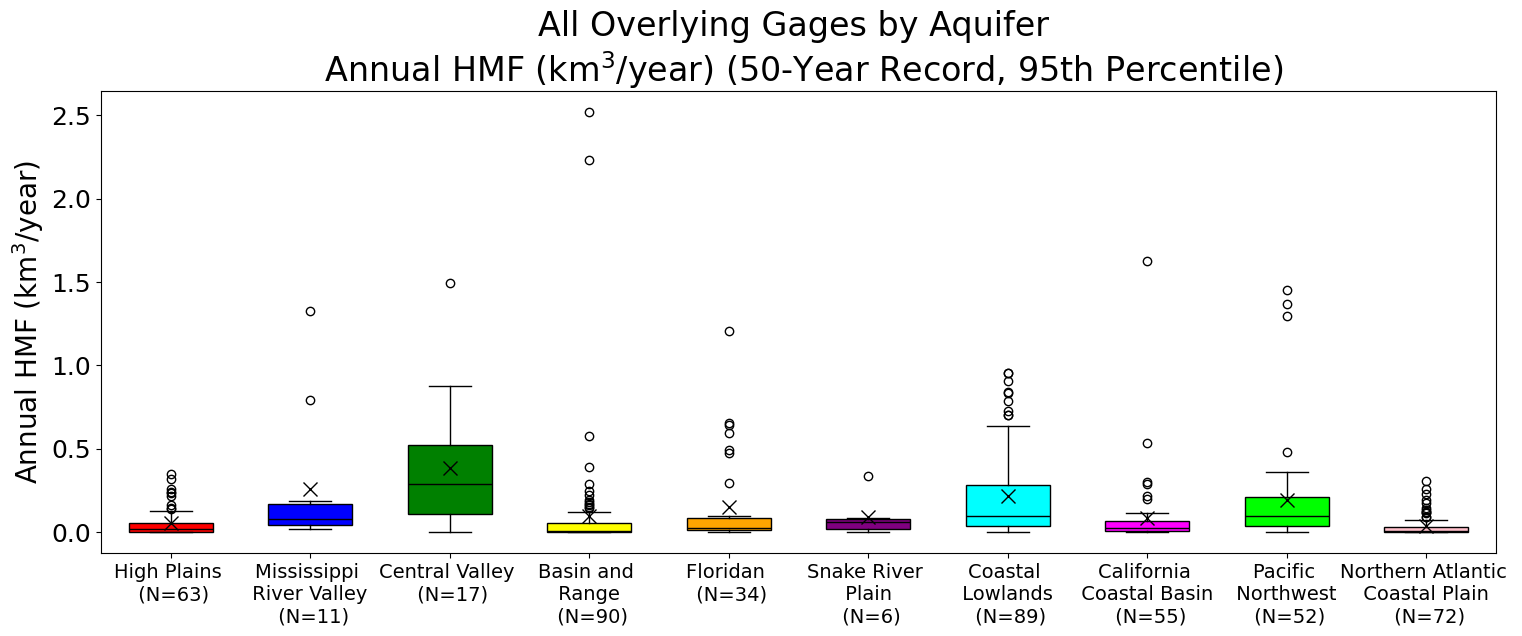 All Overlying Gages by Aquifer
Annual HMF (km³/year) (50-Year Record, 95th Percentile)
Annual HMF (km³/year)
2.5
2.0
1.5
1.0
0.5
0.0
High Plains
(N=63)
Mississippi
River Valley
(N=11)
Central Valley
(N=17)
Basin and
Range
(N=90)
Floridan
(N=34)
Snake River
Plain
(N=6)
Coastal
Lowlands
(N=89)
California
Coastal Basin
(N=55)
Pacific
Northwest
(N=52)
Northern Atlantic
Coastal Plain
(N=72)